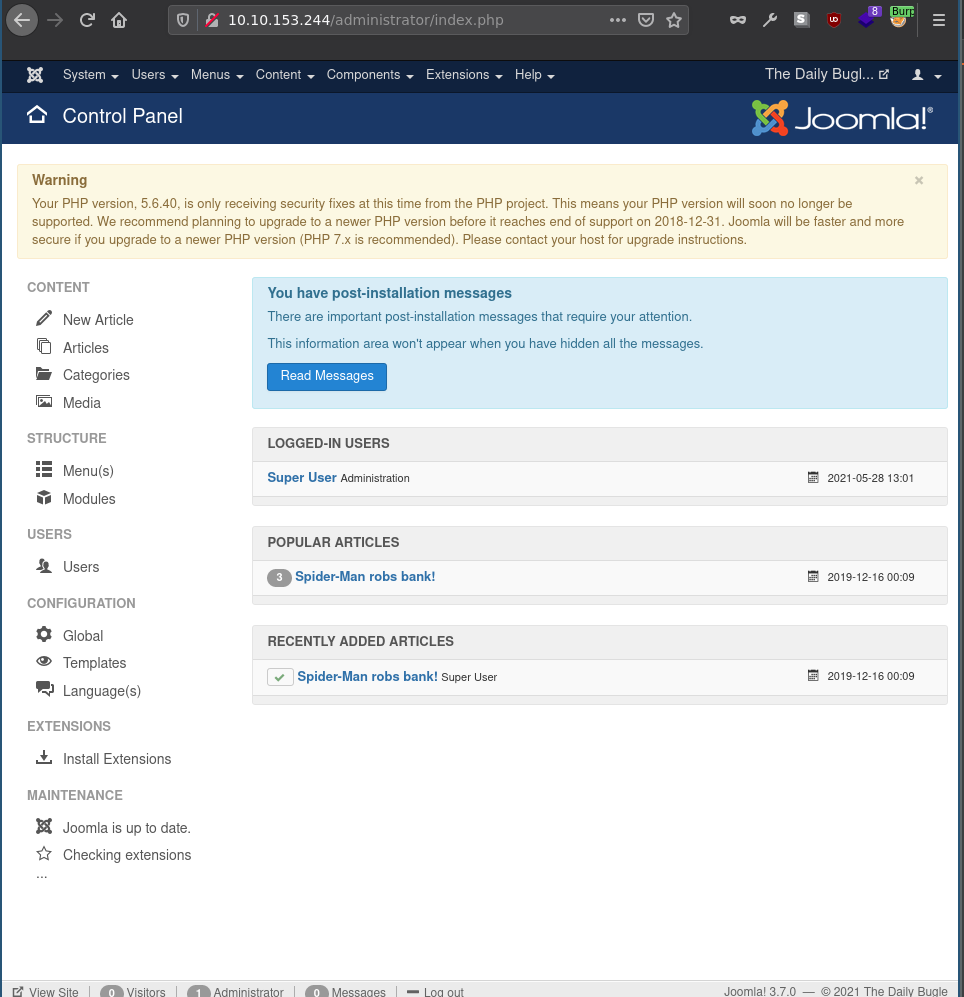 10.10.153.244/administrator/index.php
8
Burp
System Users Menus Content Components Extensions Help The Daily Bugl...
Control Panel Joomla!®
Warning ×
Your PHP version, 5.6.40, is only receiving security fixes at this time from the PHP project. This means your PHP version will soon no longer be
supported. We recommend planning to upgrade to a newer PHP version before it reaches end of support on 2018-12-31. Joomla will be faster and more
secure if you upgrade to a newer PHP version (PHP 7.x is recommended). Please contact your host for upgrade instructions.
CONTENT
New Article
Articles
Categories
Media
STRUCTURE
Menu(s)
Modules
USERS
Users
CONFIGURATION
Global
Templates
Language(s)
EXTENSIONS
Install Extensions
MAINTENANCE
Joomla is up to date.
Checking extensions
...
You have post-installation messages
There are important post-installation messages that require your attention.
This information area won't appear when you have hidden all the messages.
Read Messages
LOGGED-IN USERS
Super User Administration 2021-05-28 13:01
POPULAR ARTICLES
3 Spider-Man robs bank! 2019-12-16 00:09
RECENTLY ADDED ARTICLES
Spider-Man robs bank! Super User 2019-12-16 00:09
View Site 0 Visitors 1 Administrator 0 Messages Log out Joomla! 3.7.0 — © 2021 The Daily Bugle